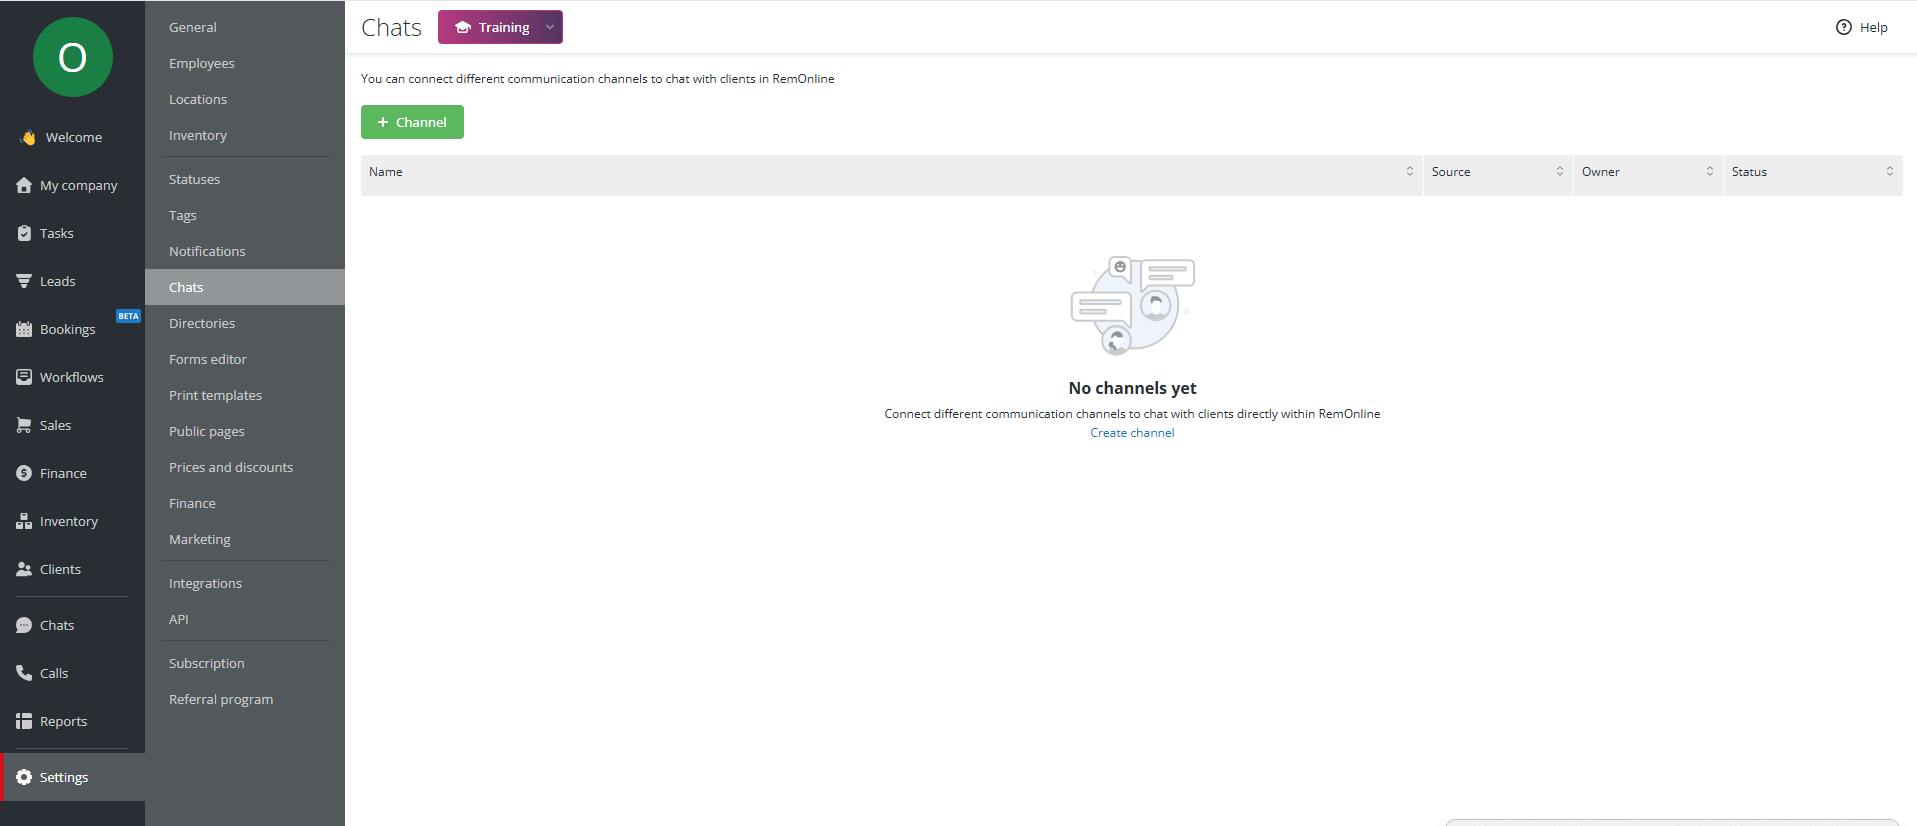 O
Welcome
My company
Tasks
Leads
BETA
Bookings
Workflows
Sales
Finance
Inventory
Clients
Chats
Calls
Reports
Settings
General
Employees
Locations
Inventory
Statuses
Tags
Notifications
Chats
Directories
Forms editor
Print templates
Public pages
Prices and discounts
Finance
Marketing
Integrations
API
Subscription
Referral program
Chats Training Help
You can connect different communication channels to chat with clients in RemOnline
+ Channel
Name Source Owner Status
No channels yet
Connect different communication channels to chat with clients directly within RemOnline
Create channel